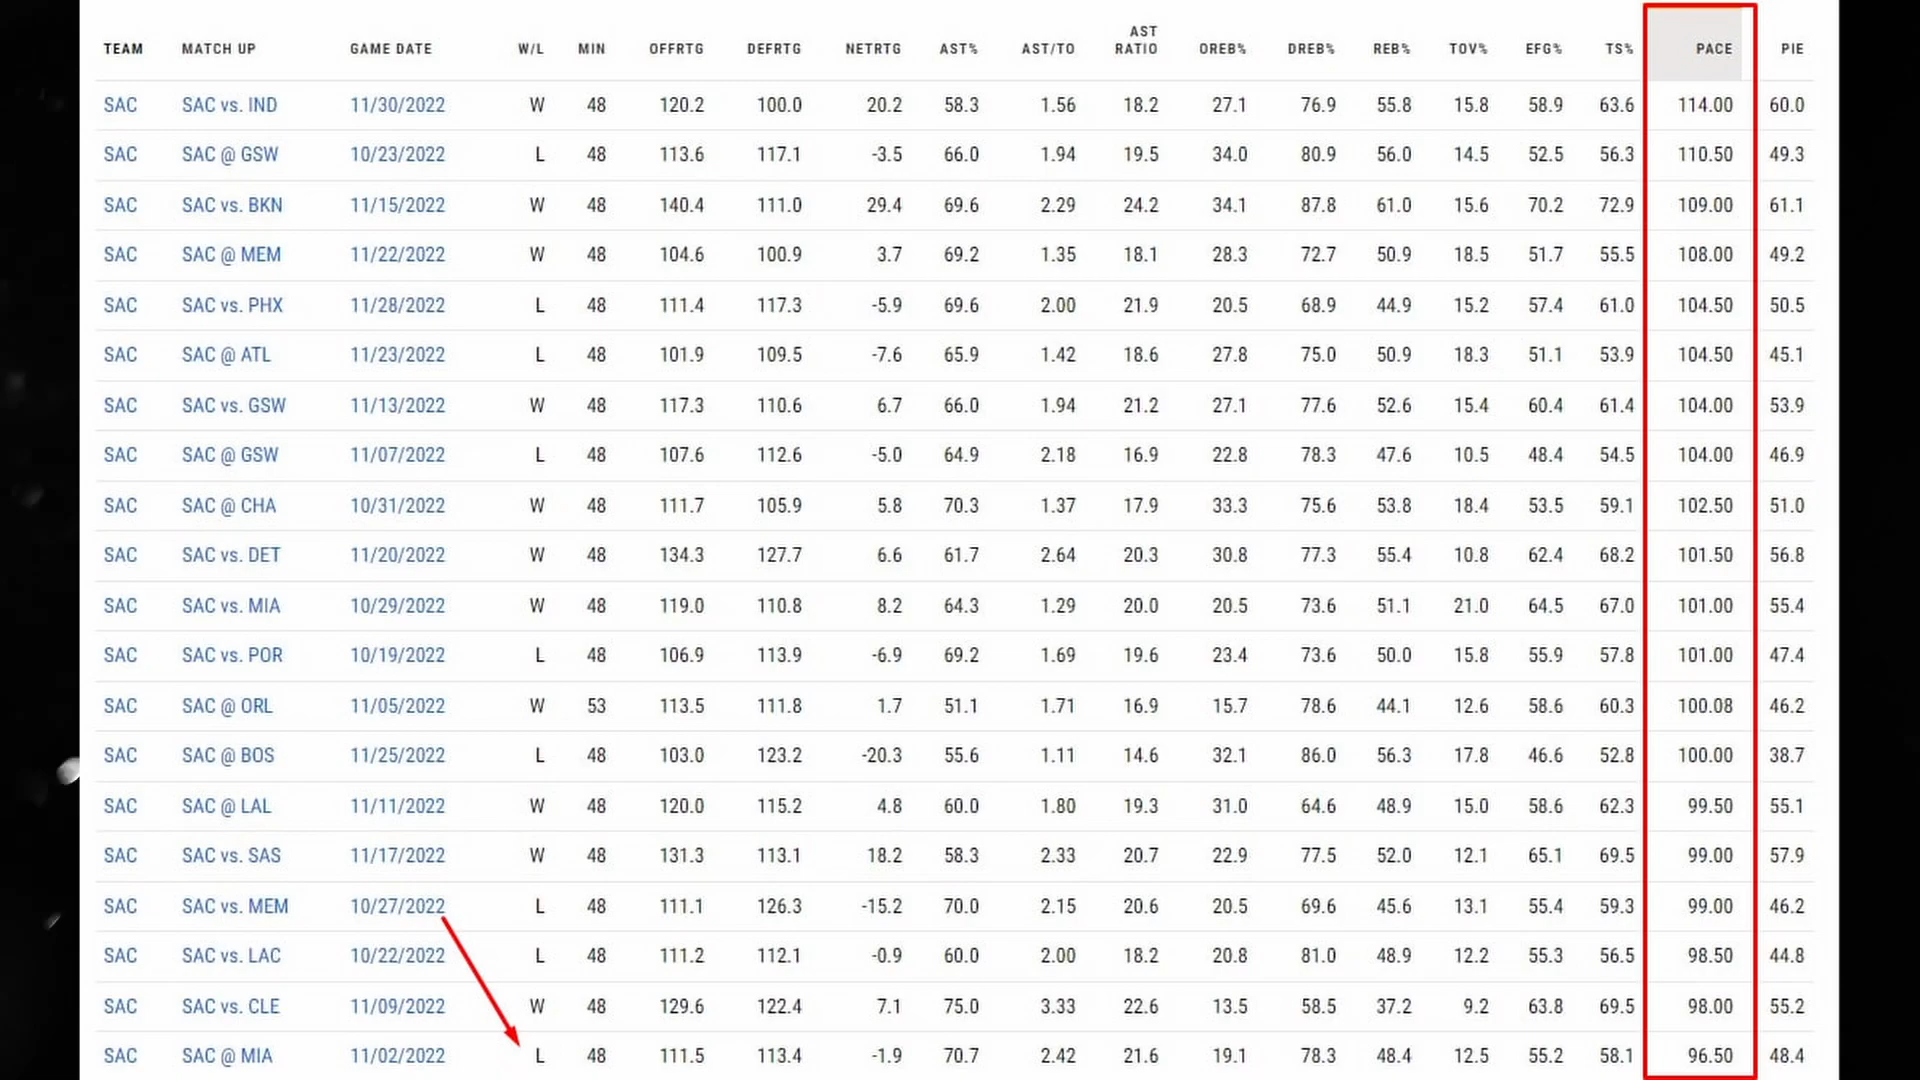 TEAM MATCH UP GAME DATE W/L MIN OFFRTG DEFRTG NETRTG AST% AST/TO AST RATIO OREB% DREB% REB% TOV% EFG% TS% PACE PIE
SAC SAC vs. IND 11/30/2022 W 48 120.2 100.0 20.2 58.3 1.56 18.2 27.1 76.9 55.8 15.8 58.9 63.6 114.00 60.0
SAC SAC @ GSW 10/23/2022 L 48 113.6 117.1 -3.5 66.0 1.94 19.5 34.0 80.9 56.0 14.5 52.5 56.3 110.50 49.3
SAC SAC vs. BKN 11/15/2022 W 48 140.4 111.0 29.4 69.6 2.29 24.2 34.1 87.8 61.0 15.6 70.2 72.9 109.00 61.1
SAC SAC @ MEM 11/22/2022 W 48 104.6 100.9 3.7 69.2 1.35 18.1 28.3 72.7 50.9 18.5 51.7 55.5 108.00 49.2
SAC SAC vs. PHX 11/28/2022 L 48 111.4 117.3 -5.9 69.6 2.00 21.9 20.5 68.9 44.9 15.2 57.4 61.0 104.50 50.5
SAC SAC @ ATL 11/23/2022 L 48 101.9 109.5 -7.6 65.9 1.42 18.6 27.8 75.0 50.9 18.3 51.1 53.9 104.50 45.1
SAC SAC vs. GSW 11/13/2022 W 48 117.3 110.6 6.7 66.0 1.94 21.2 27.1 77.6 52.6 15.4 60.4 61.4 104.00 53.9
SAC SAC @ GSW 11/07/2022 L 48 107.6 112.6 -5.0 64.9 2.18 16.9 22.8 78.3 47.6 10.5 48.4 54.5 104.00 46.9
SAC SAC @ CHA 10/31/2022 W 48 111.7 105.9 5.8 70.3 1.37 17.9 33.3 75.6 53.8 18.4 53.5 59.1 102.50 51.0
SAC SAC vs. DET 11/20/2022 W 48 134.3 127.7 6.6 61.7 2.64 20.3 30.8 77.3 55.4 10.8 62.4 68.2 101.50 56.8
SAC SAC vs. MIA 10/29/2022 W 48 119.0 110.8 8.2 64.3 1.29 20.0 20.5 73.6 51.1 21.0 64.5 67.0 101.00 55.4
SAC SAC vs. POR 10/19/2022 L 48 106.9 113.9 -6.9 69.2 1.69 19.6 23.4 73.6 50.0 15.8 55.9 57.8 101.00 47.4
SAC SAC @ ORL 11/05/2022 W 53 113.5 111.8 1.7 51.1 1.71 16.9 15.7 78.6 44.1 12.6 58.6 60.3 100.08 46.2
SAC SAC @ BOS 11/25/2022 L 48 103.0 123.2 -20.3 55.6 1.11 14.6 32.1 86.0 56.3 17.8 46.6 52.8 100.00 38.7
SAC SAC @ LAL 11/11/2022 W 48 120.0 115.2 4.8 60.0 1.80 19.3 31.0 64.6 48.9 15.0 58.6 62.3 99.50 55.1
SAC SAC vs. SAS 11/17/2022 W 48 131.3 113.1 18.2 58.3 2.33 20.7 22.9 77.5 52.0 12.1 65.1 69.5 99.00 57.9
SAC SAC vs. MEM 10/27/2022 L 48 111.1 126.3 -15.2 70.0 2.15 20.6 20.5 69.6 45.6 13.1 55.4 59.3 99.00 46.2
SAC SAC vs. LAC 10/22/2022 L 48 111.2 112.1 -0.9 60.0 2.00 18.2 20.8 81.0 48.9 12.2 55.3 56.5 98.50 44.8
SAC SAC vs. CLE 11/09/2022 W 48 129.6 122.4 7.1 75.0 3.33 22.6 13.5 58.5 37.2 9.2 63.8 69.5 98.00 55.2
SAC SAC @ MIA 11/02/2022 L 48 111.5 113.4 -1.9 70.7 2.42 21.6 19.1 78.3 48.4 12.5 55.2 58.1 96.50 48.4